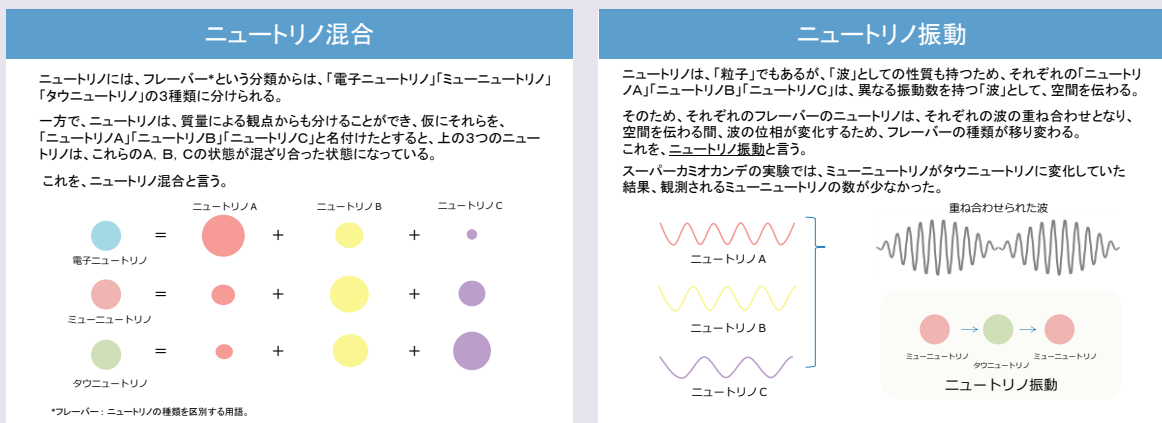 ニュートリノ混合
ニュートリノには、フレーバー*という分類からは、「電子ニュートリノ」「ミューニュートリノ」
「タウニュートリノ」の3種類に分けられる。
一方で、ニュートリノは、質量による観点からも分けることができ、仮にそれらを、
「ニュートリノA」「ニュートリノB」「ニュートリノC」と名付けたとすると、上の3つのニュー
トリノは、これらのA, B, Cの状態が混ざり合った状態になっている。
これを、ニュートリノ混合と言う。
ニュートリノA ニュートリノB ニュートリノC
= + +
電子ニュートリノ
= + +
ミューニュートリノ
= + +
タウニュートリノ
*フレーバー：ニュートリノの種類を区別する用語。
ニュートリノ振動
ニュートリノは、「粒子」でもあるが、「波」としての性質も持つため、それぞれの「ニュートリ
ノA」「ニュートリノB」「ニュートリノC」は、異なる振動数を持つ「波」として、空間を伝わる。
そのため、それぞれのフレーバーのニュートリノは、それぞれの波の重ね合わせとなり、
空間を伝わる間、波の位相が変化するため、フレーバーの種類が移り変わる。
これを、ニュートリノ振動と言う。
スーパーカミオカンデの実験では、ミューニュートリノがタウニュートリノに変化していた
結果、観測されるミューニュートリノの数が少なかった。
重ね合わせられた波
ニュートリノA
ニュートリノB
ニュートリノC
ミューニュートリノ タウニュートリノ ミューニュートリノ
ニュートリノ振動